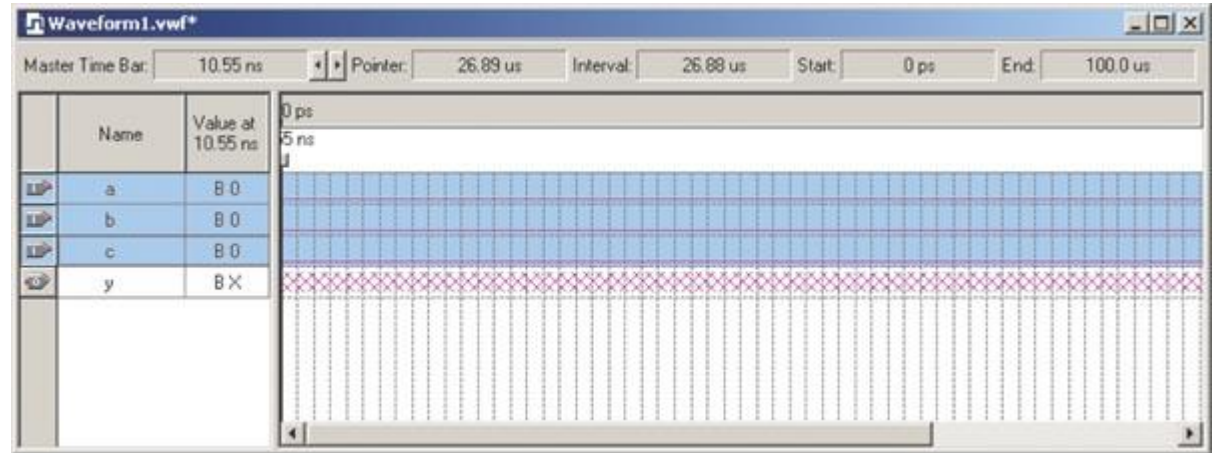 Waveform1.vwf*
Master Time Bar: 10.55 ns Pointer: 26.89 us Interval: 26.88 us Start: 0 ps End: 100.0 us
Name Value at 10.55 ns
0 ps
5 ns
a B 0
b B 0
c B 0
y B X